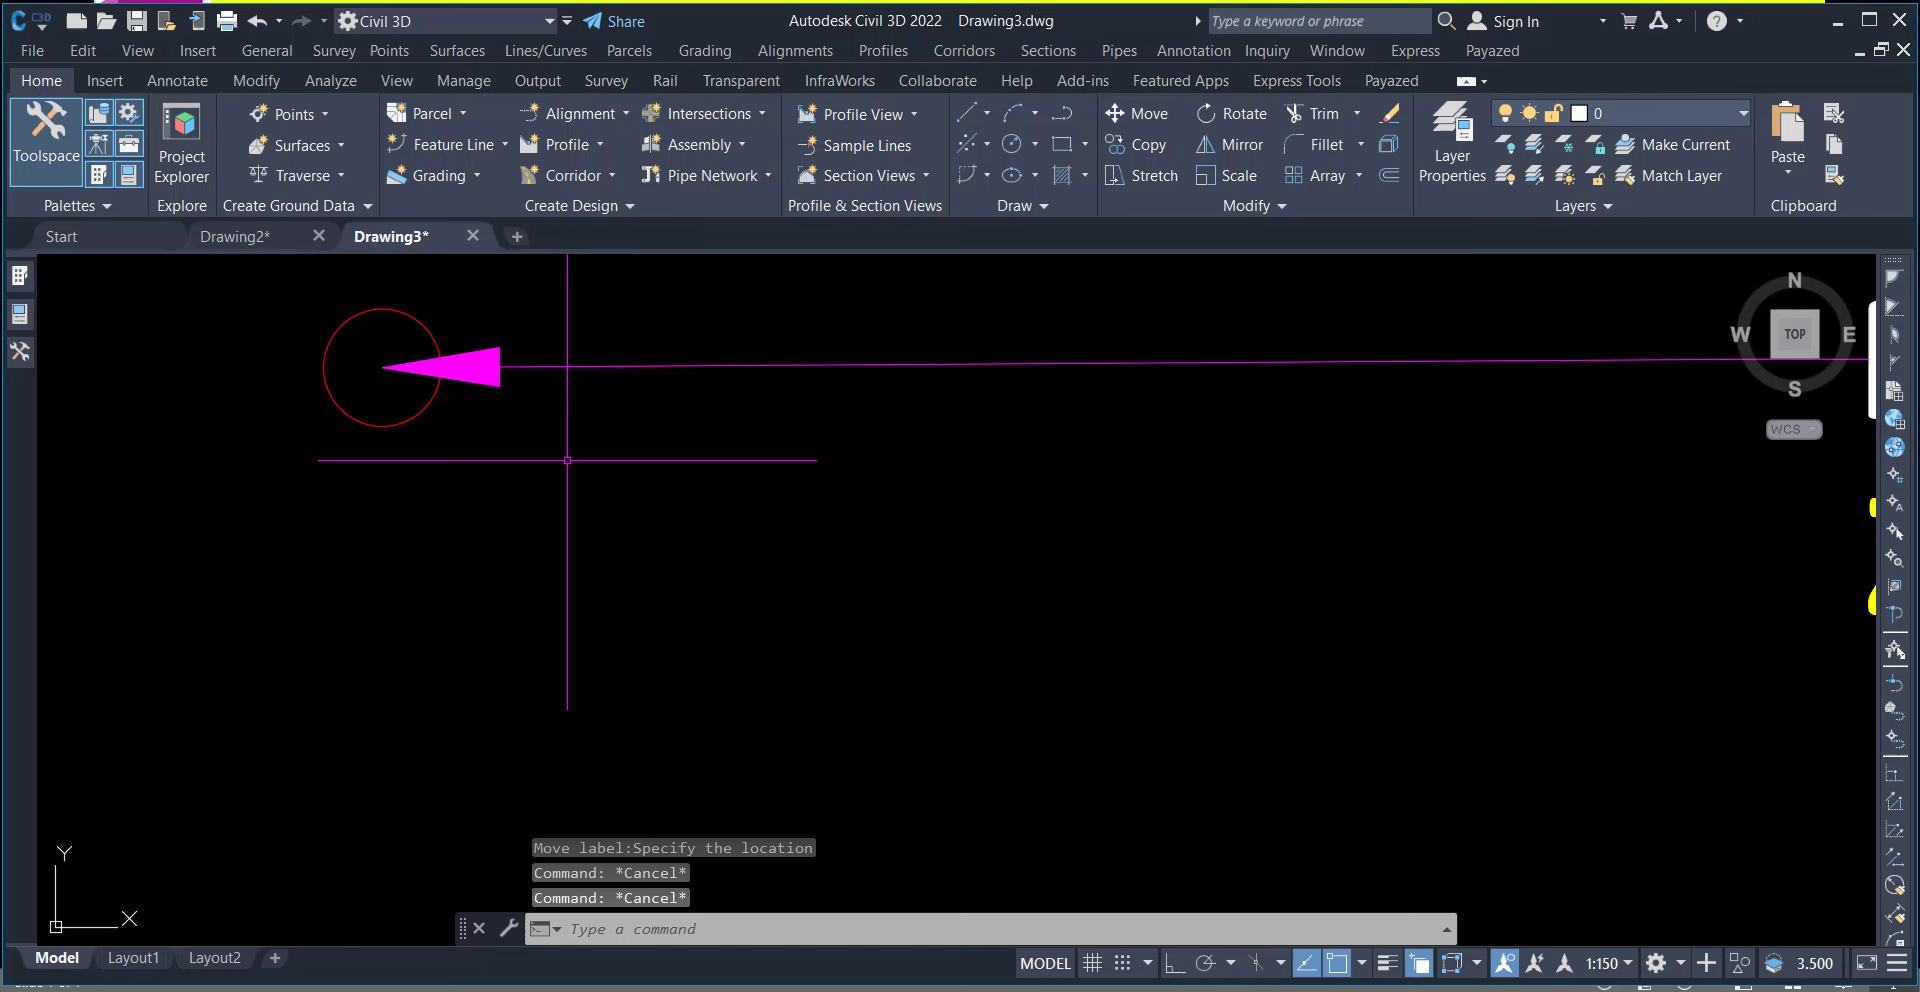 C3D Civil 3D Share Autodesk Civil 3D 2022 Drawing3.dwg Type a keyword or phrase Sign In
File Edit View Insert General Survey Points Surfaces Lines/Curves Parcels Grading Alignments Profiles Corridors Sections Pipes Annotation Inquiry Window Express Payazed
Home Insert Annotate Modify Analyze View Manage Output Survey Rail Transparent InfraWorks Collaborate Help Add-ins Featured Apps Express Tools Payazed
Points Parcel Alignment Intersections Profile View Move Rotate Trim 0
Toolspace Project Explorer Surfaces Feature Line Profile Assembly Sample Lines Copy Mirror Fillet Layer Properties Make Current Paste
Traverse Grading Corridor Pipe Network Section Views Stretch Scale Array Match Layer
Palettes Explore Create Ground Data Create Design Profile & Section Views Draw Modify Layers Clipboard
Start Drawing2* Drawing3*
N
W TOP E
S
WCS
Move label:Specify the location
Command: *Cancel*
Command: *Cancel*
Y
X
Type a command
Model Layout1 Layout2 MODEL 1:150 3.500